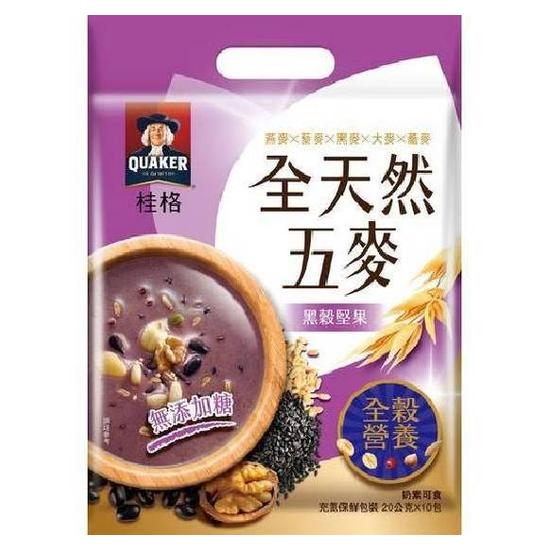 燕麥×藜麥×黑麥×大麥×蕎麥
QUAKER
桂格
全天然
五麥
黑穀堅果
無添加糖
全穀
營養
奶素可食
充氮保鮮包裝 20公克×10包